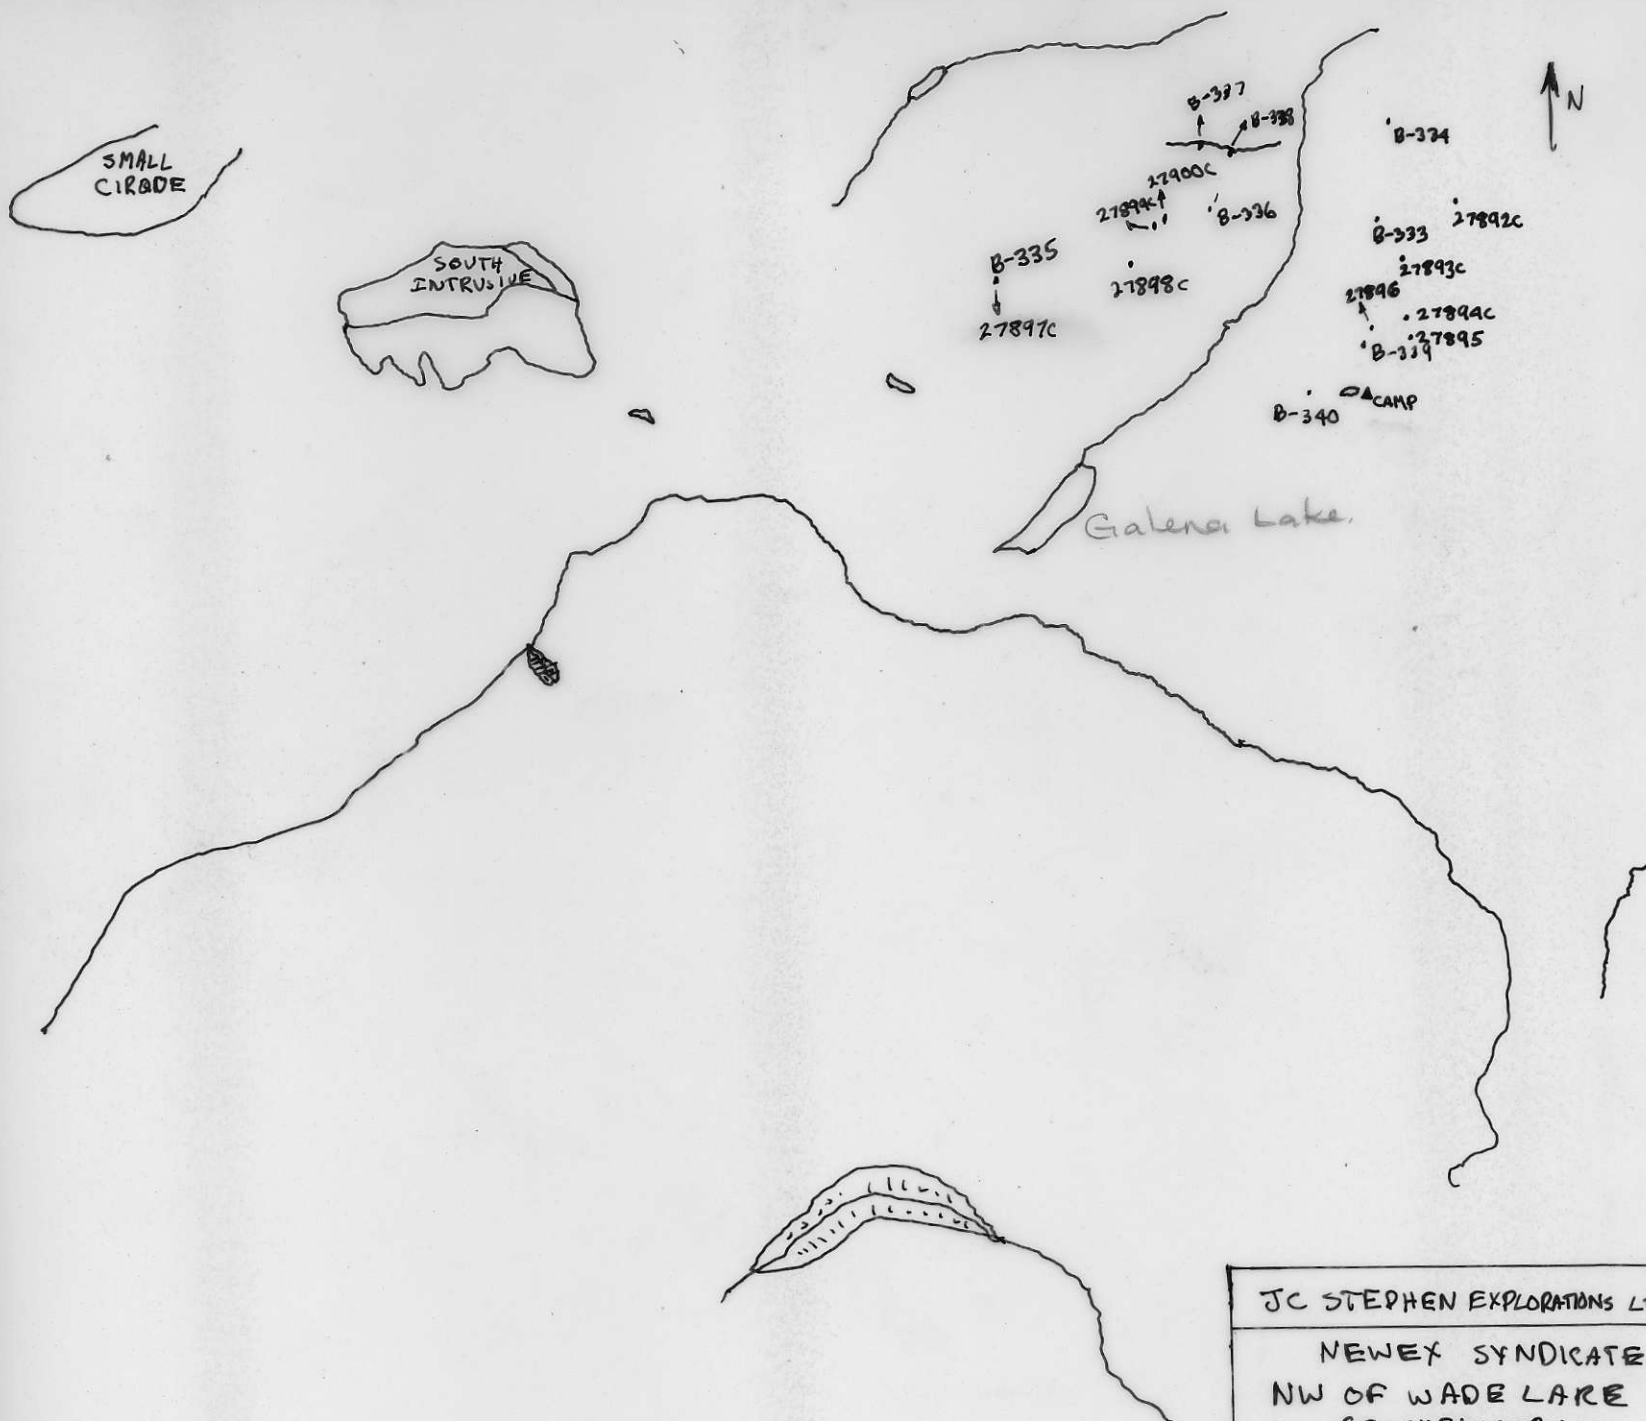 B-337
B-338
N
B-334
SMALL
CIRQDE
27900C
27899C
B-336
27892C
B-333
B-335
SOUTH
INTRUSIVE
27893C
27898C
27896
27894C
27897C
27895
B-339
CAMP
B-340
Galena Lake.
JC STEPHEN EXPLORATIONS
NEWEX SYNDICATE
NW OF WADE LAKE